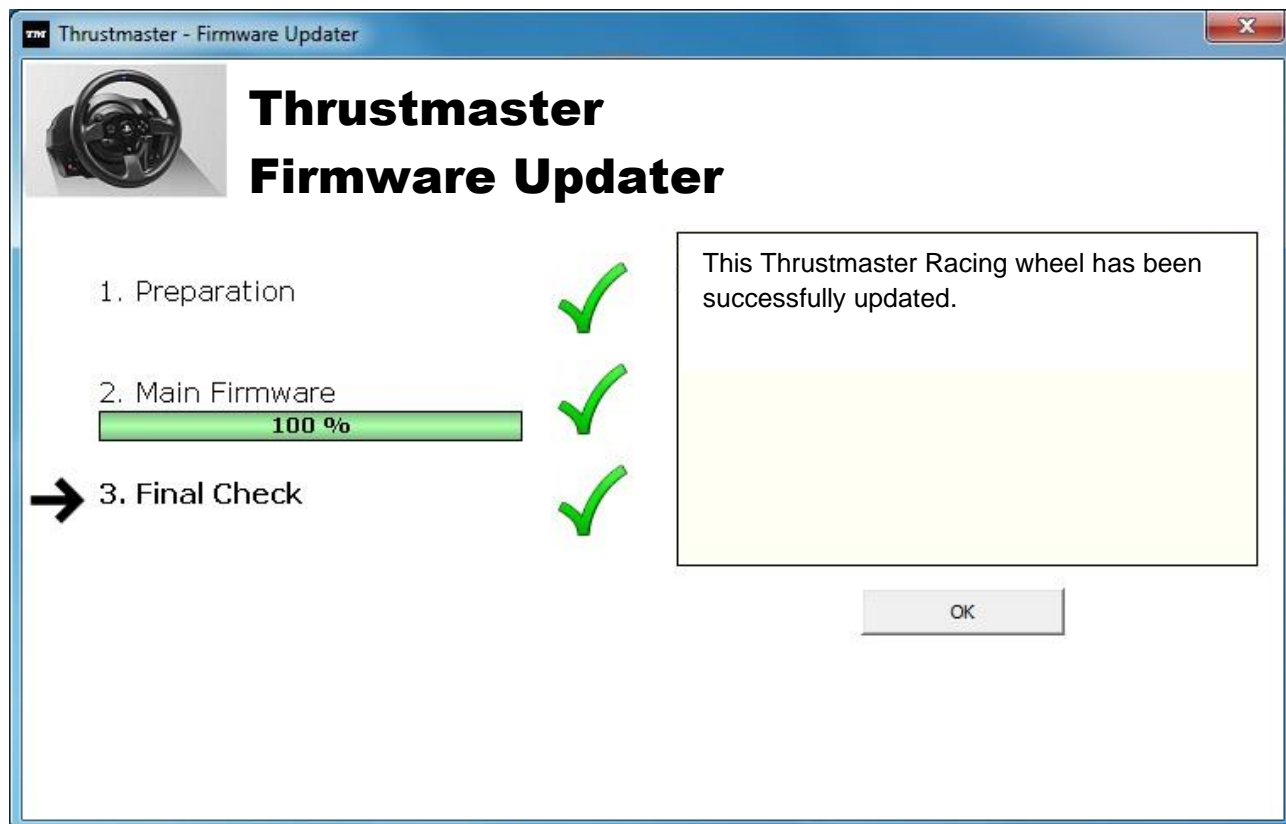 Thrustmaster - Firmware Updater
Thrustmaster
Firmware Updater
1. Preparation
2. Main Firmware
100 %
3. Final Check
This Thrustmaster Racing wheel has been
successfully updated.
OK